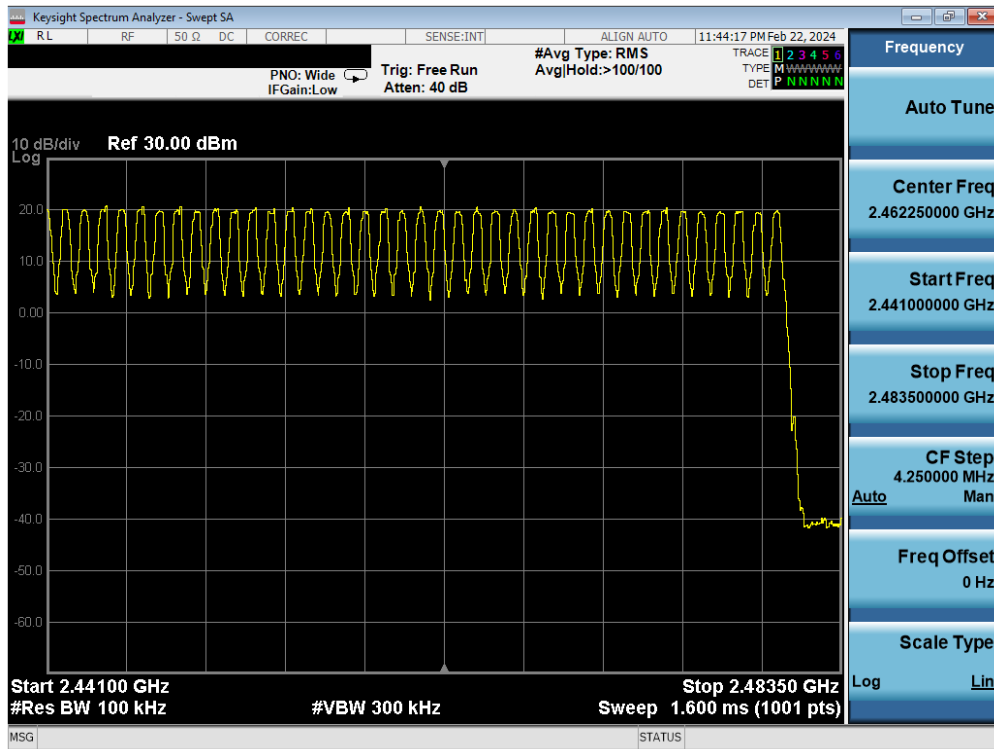 Keysight Spectrum Analyzer - Swept SA
LXI RL RF 50 Ω DC CORREC SENSE:INT ALIGN AUTO 11:44:17 PM Feb 22, 2024
PNO: Wide Trig: Free Run #Avg Type: RMS TRACE 1 2 3 4 5 6
IFGain:Low Atten: 40 dB Avg|Hold:>100/100 TYPE M WWWWW
DET P N N N N N
10 dB/div Ref 30.00 dBm
Log
20.0
10.0
0.00
-10.0
-20.0
-30.0
-40.0
-50.0
-60.0
Start 2.44100 GHz Stop 2.48350 GHz
#Res BW 100 kHz #VBW 300 kHz Sweep 1.600 ms (1001 pts)
MSG STATUS
Frequency
Auto Tune
Center Freq
2.462250000 GHz
Start Freq
2.441000000 GHz
Stop Freq
2.483500000 GHz
CF Step
4.250000 MHz
Auto Man
Freq Offset
0 Hz
Scale Type
Log Lin